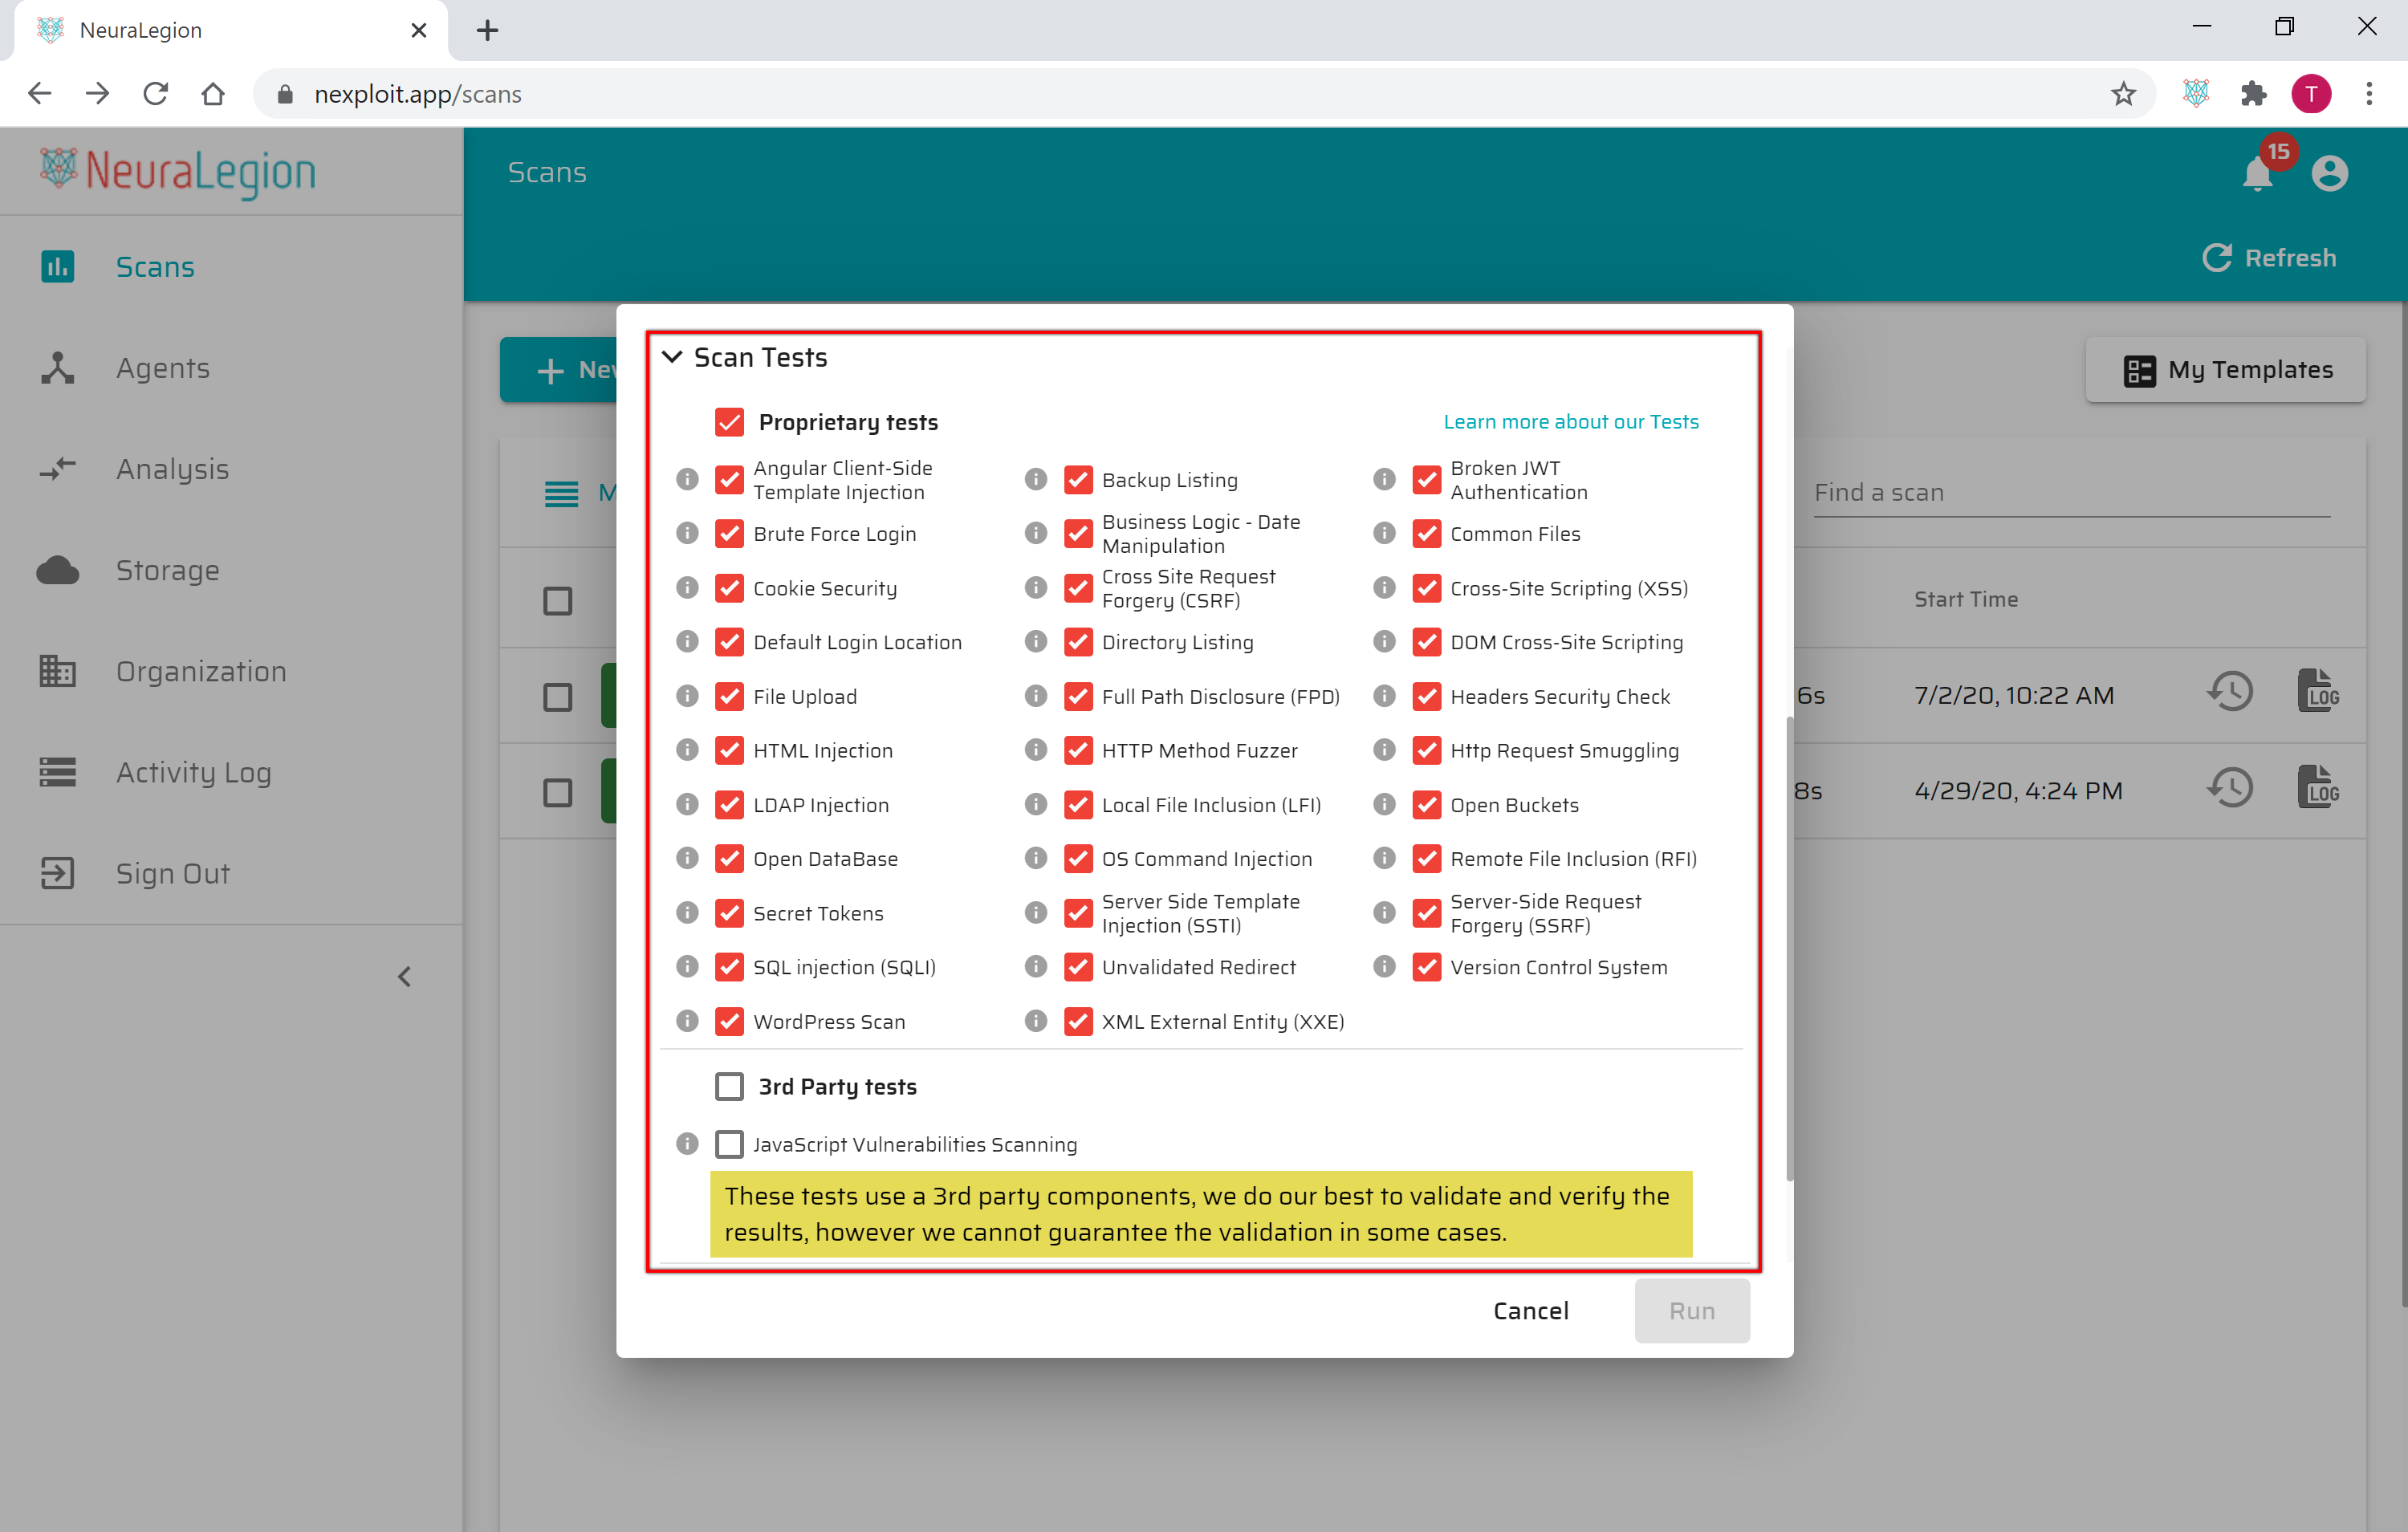 NeuraLegion
nexploit.app/scans
T
NeuraLegion
Scans
15
Refresh
Scans
Agents
Analysis
Storage
Organization
Activity Log
Sign Out
New
My Templates
M
Find a scan
Start Time
6s
7/2/20, 10:22 AM
LOG
8s
4/29/20, 4:24 PM
LOG
Scan Tests
Proprietary tests
Learn more about our Tests
Angular Client-Side
Template Injection
Backup Listing
Broken JWT
Authentication
Brute Force Login
Business Logic - Date
Manipulation
Common Files
Cookie Security
Cross Site Request
Forgery (CSRF)
Cross-Site Scripting (XSS)
Default Login Location
Directory Listing
DOM Cross-Site Scripting
File Upload
Full Path Disclosure (FPD)
Headers Security Check
HTML Injection
HTTP Method Fuzzer
Http Request Smuggling
LDAP Injection
Local File Inclusion (LFI)
Open Buckets
Open DataBase
OS Command Injection
Remote File Inclusion (RFI)
Secret Tokens
Server Side Template
Injection (SSTI)
Server-Side Request
Forgery (SSRF)
SQL injection (SQLI)
Unvalidated Redirect
Version Control System
WordPress Scan
XML External Entity (XXE)
3rd Party tests
JavaScript Vulnerabilities Scanning
These tests use a 3rd party components, we do our best to validate and verify the
results, however we cannot guarantee the validation in some cases.
Cancel
Run